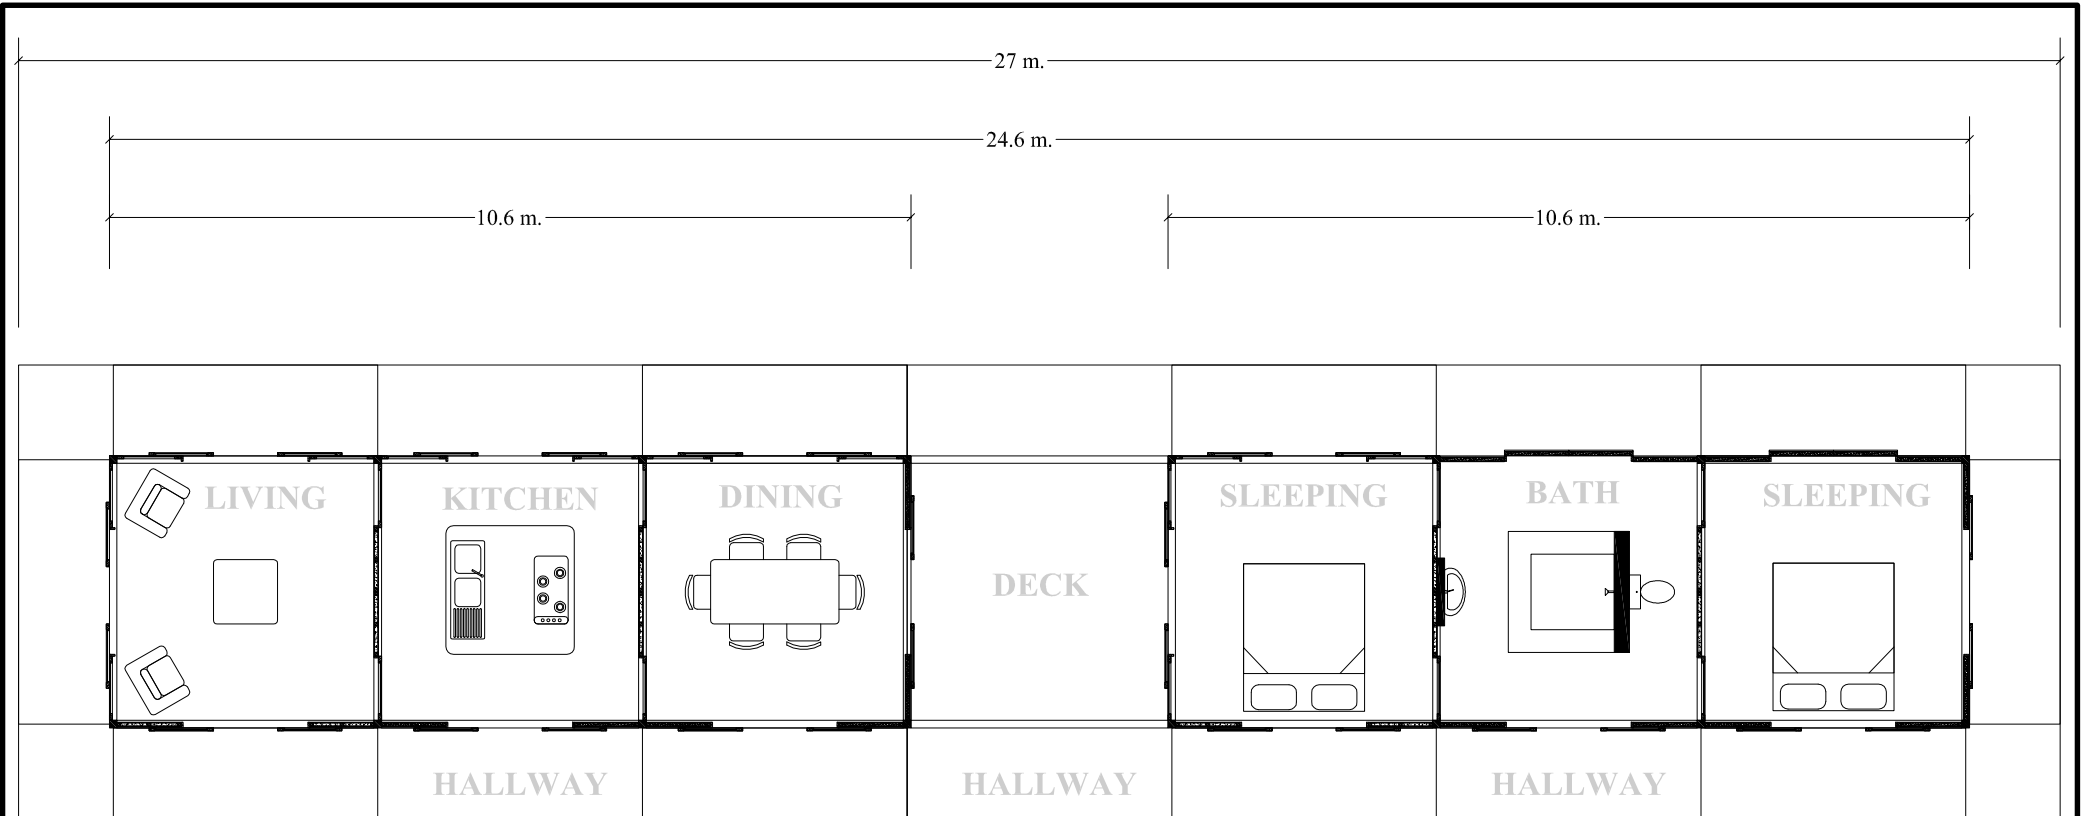 27 m.
24.6 m.
10.6 m.
10.6 m.
LIVING
KITCHEN
DINING
SLEEPING
BATH
SLEEPING
DECK
HALLWAY
HALLWAY
HALLWAY